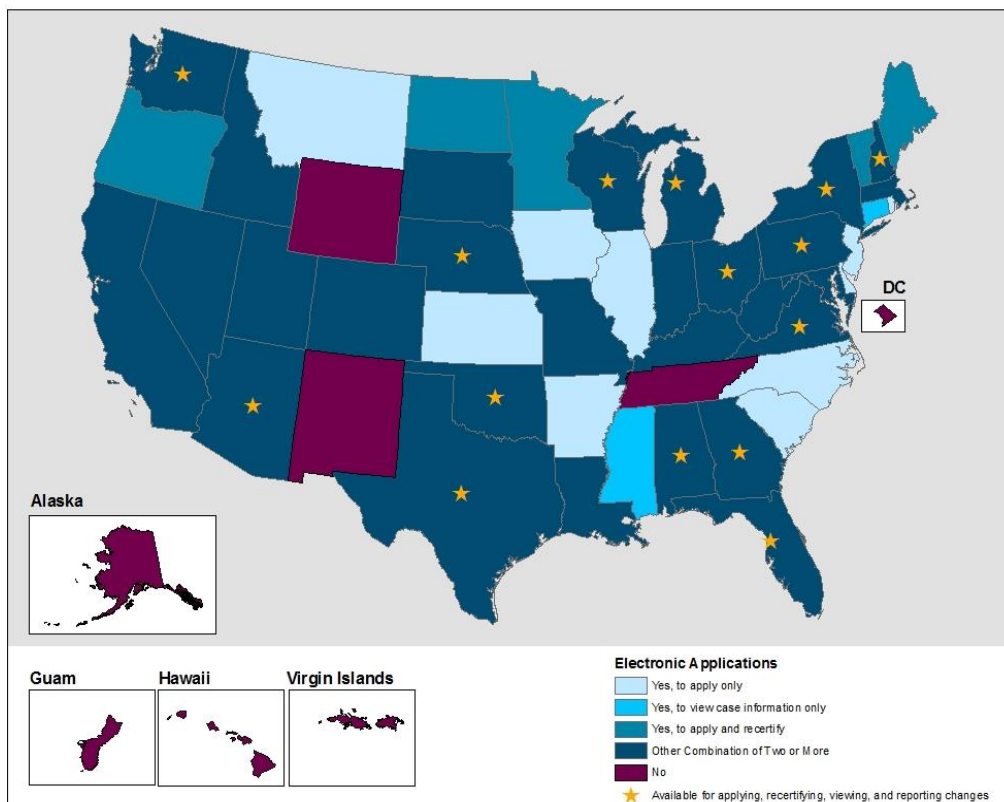 DC
Alaska
Guam
Hawaii
Virgin Islands
Electronic Applications
Yes, to apply only
Yes, to view case information only
Yes, to apply and recertify
Other Combination of Two or More
No
Available for applying, recertifying, viewing, and reporting changes